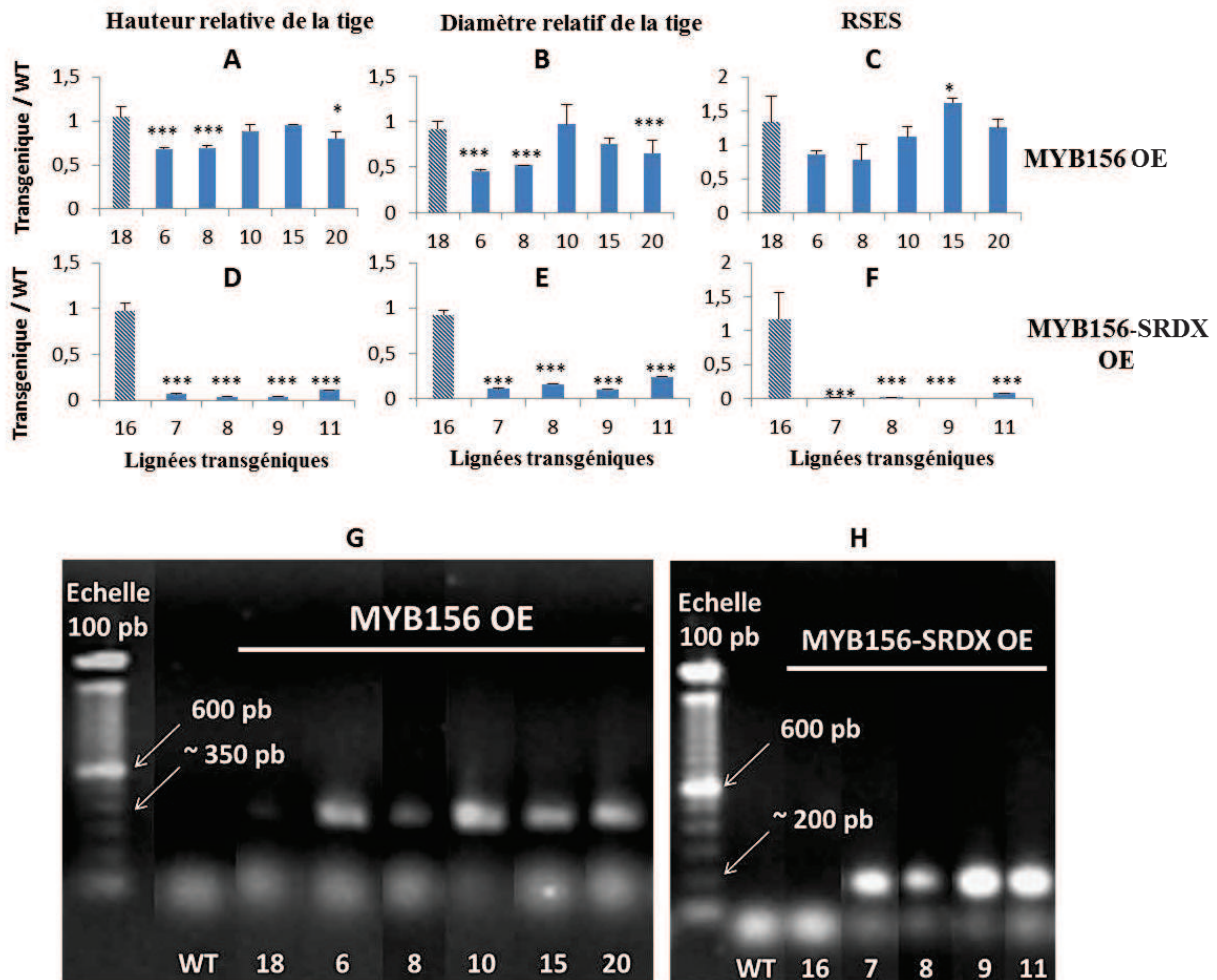 Hauteur relative de la tige
Diamètre relatif de la tige
RSES
A
B
C
Transgenique / WT
1,5
1
0,5
0
*** *** *
18 6 8 10 15 20
1,5
1
0,5
0
*** *** ***
18 6 8 10 15 20
2
1,5
1
0,5
0
*
18 6 8 10 15 20
MYB156 OE
D
E
F
Transgenique / WT
1,5
1
0,5
0
*** *** *** ***
16 7 8 9 11
1,5
1
0,5
0
*** *** *** ***
16 7 8 9 11
2
1,5
1
0,5
0
*** *** *** ***
16 7 8 9 11
MYB156-SRDX
OE
Lignées transgéniques
Lignées transgéniques
Lignées transgéniques
G
Echelle
100 pb
MYB156 OE
600 pb
~ 350 pb
WT 18 6 8 10 15 20
H
Echelle
100 pb
MYB156-SRDX OE
600 pb
~ 200 pb
WT 16 7 8 9 11